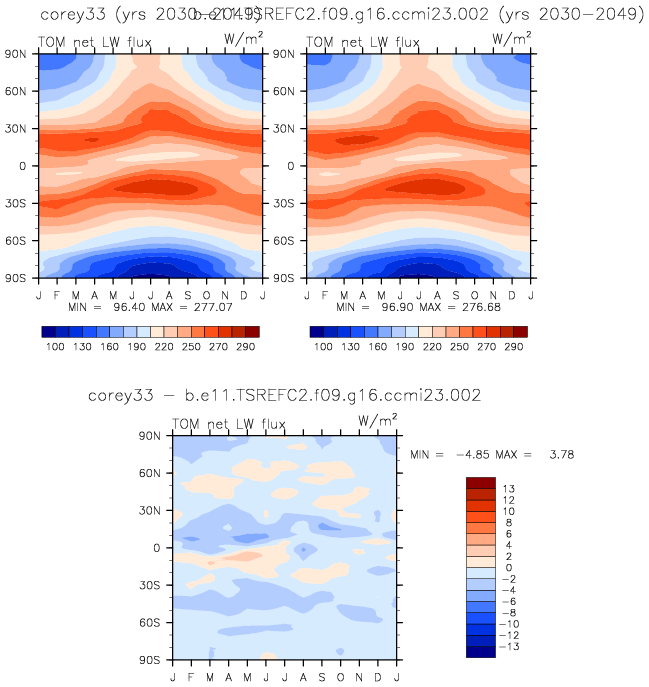 corey33 (yrs 2030−2049) b.e11.TSREFC2.f09.g16.ccmi23.002 (yrs 2030−2049)
TOM net LW flux W/m² TOM net LW flux W/m²
90N 90N
60N 60N
30N 30N
0 0
30S 30S
60S 60S
90S 90S
J F M A M J J A S O N D J J F M A M J J A S O N D J
MIN = 96.40 MAX = 277.07 MIN = 96.90 MAX = 276.68
100 130 160 190 220 250 270 290 100 130 160 190 220 250 270 290
corey33 − b.e11.TSREFC2.f09.g16.ccmi23.002
TOM net LW flux W/m²
90N
MIN = −4.85 MAX = 3.78
60N
30N
0
30S
60S
90S
J F M A M J J A S O N D J
13
12
10
8
6
4
2
0
−2
−4
−6
−8
−10
−12
−13